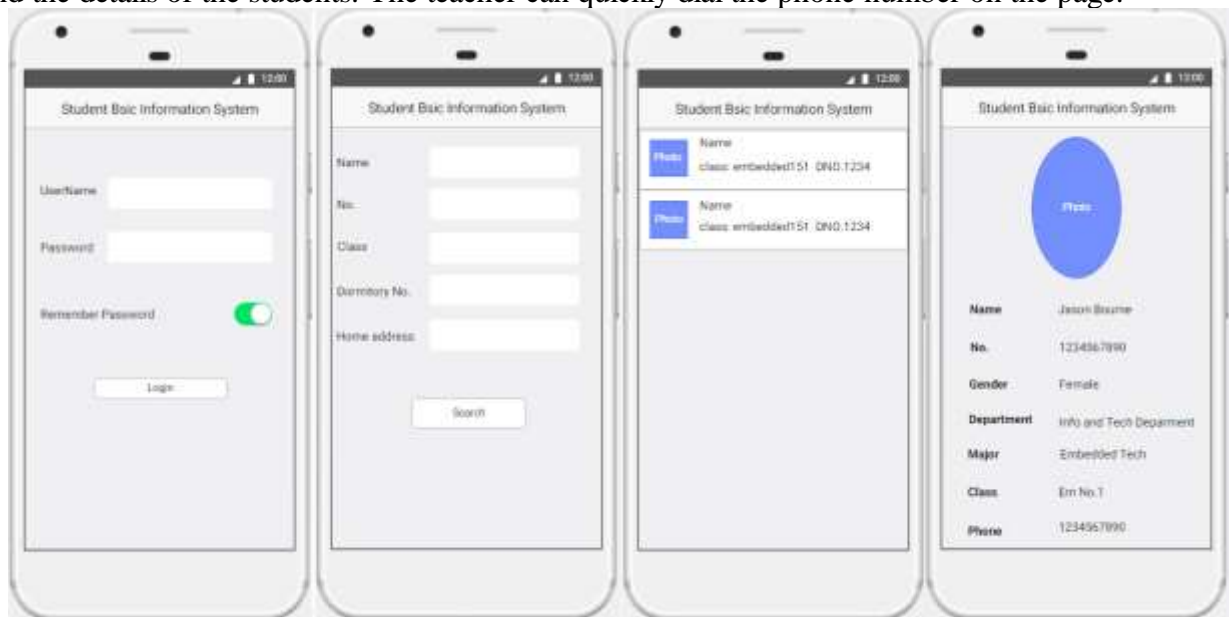 nd the details of the students. The teacher can quickly dial the phone number on the page.
12:00
Student Bsic Information System
UserName
Password
Remember Password
Login
12:00
Student Bsic Information System
Name
No.
Class
Dormitory No.
Home address
Search
12:00
Student Bsic Information System
Photo
Name
class: embedded151 DNO.1234
Photo
Name
class: embedded151 DNO.1234
12:00
Student Bsic Information System
Photo
Name Jason Bourne
No. 1234567890
Gender Female
Department Info and Tech Deparment
Major Embedded Tech
Class Em No.1
Phone 1234567890